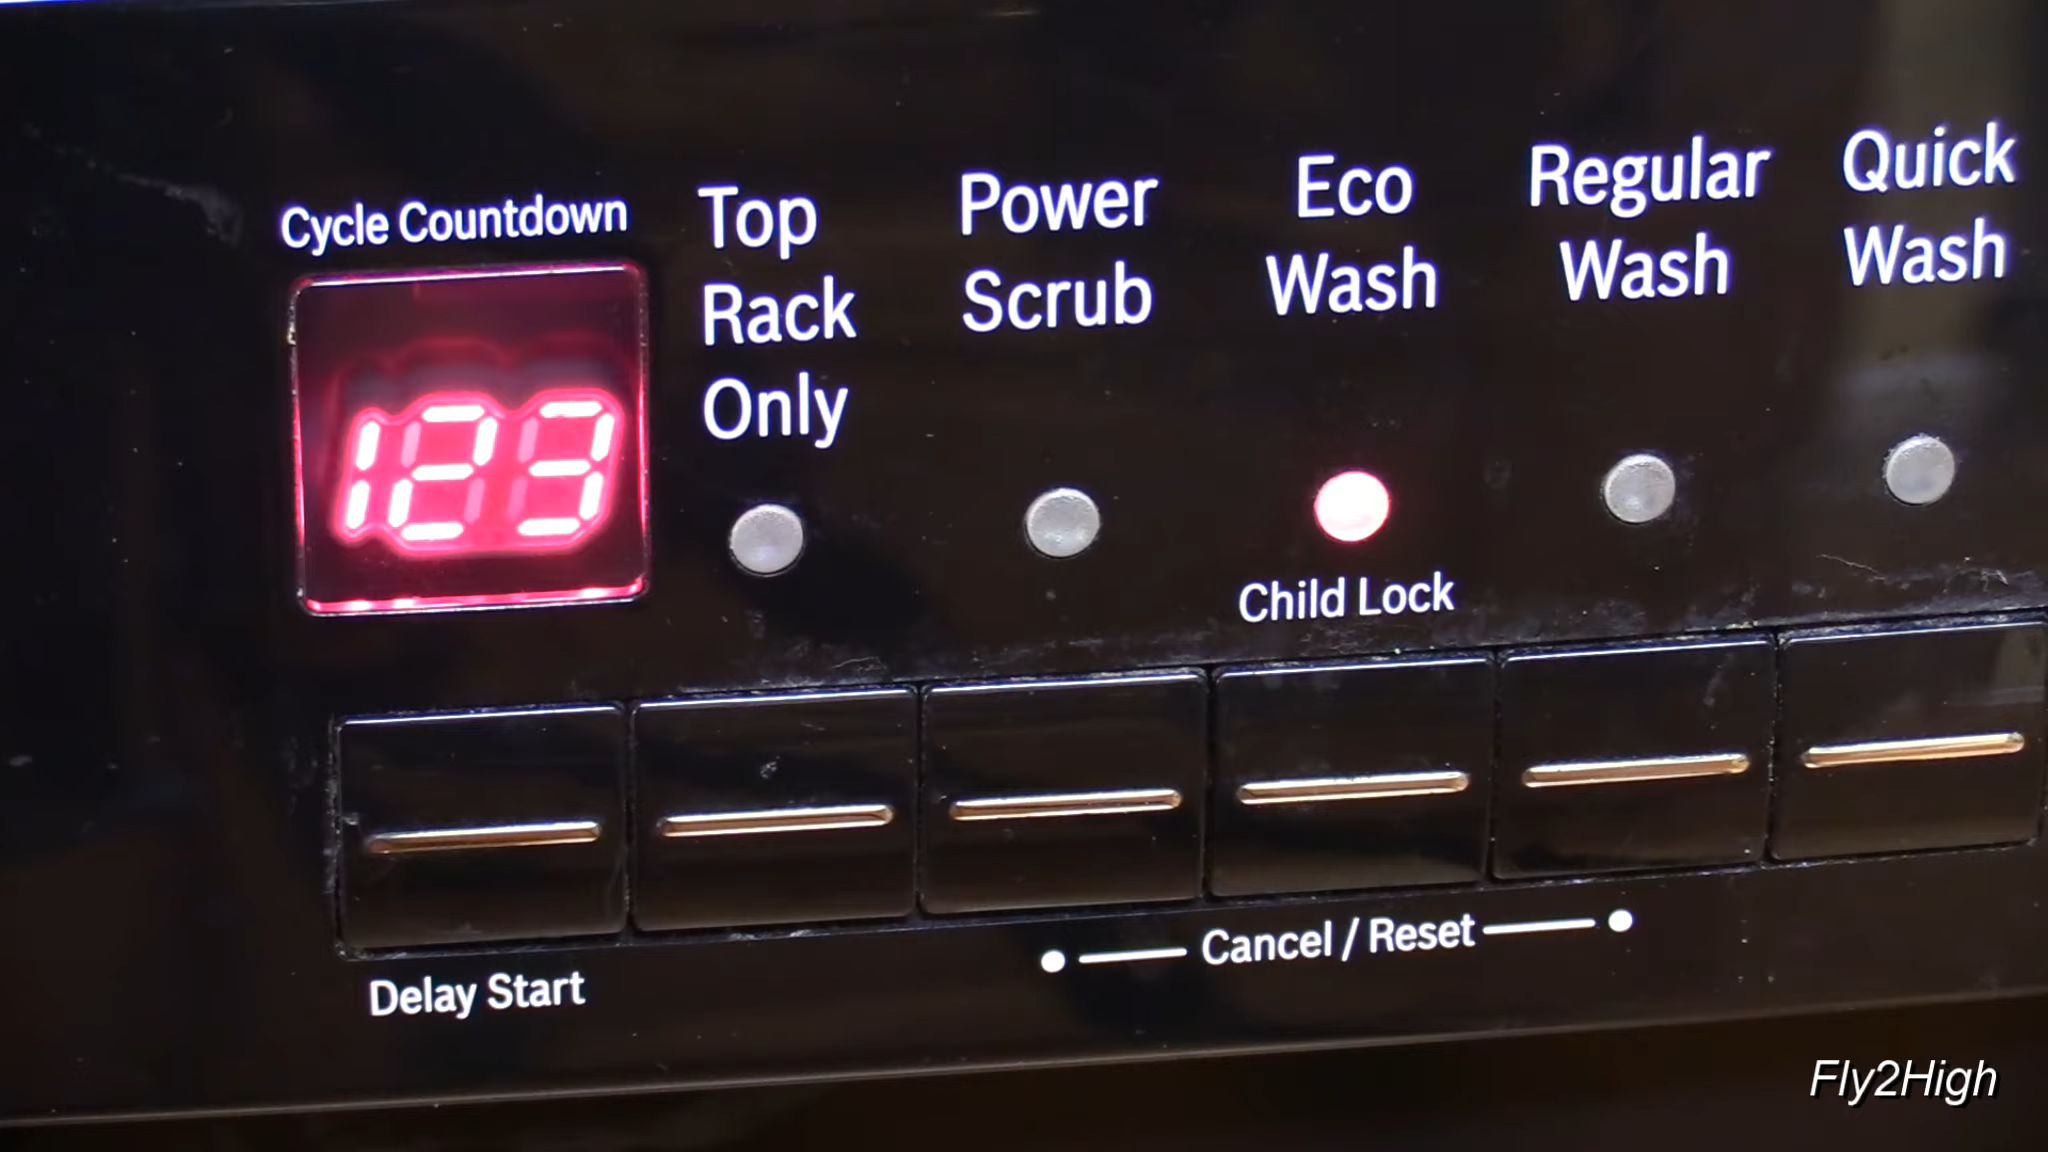 Cycle Countdown
123
Top
Rack
Only
Power
Scrub
Eco
Wash
Regular
Wash
Quick
Wash
Child Lock
Delay Start
Cancel / Reset
Fly2High